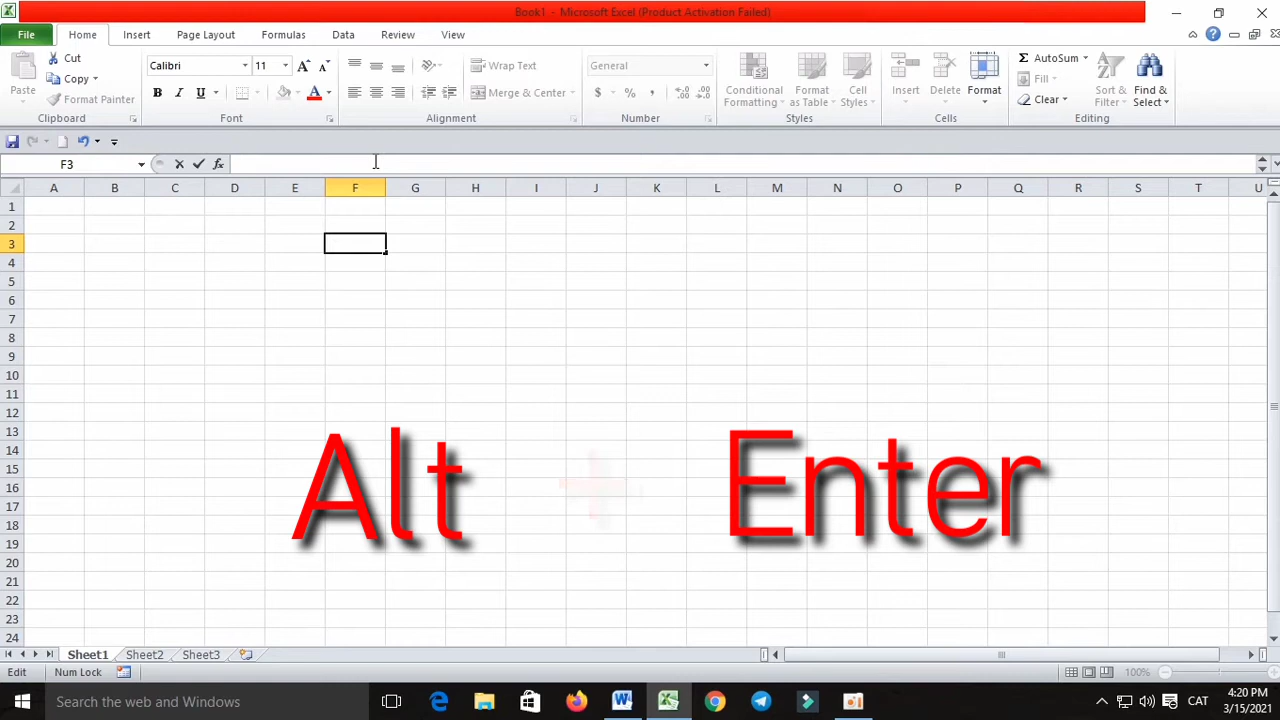 Book1 - Microsoft Excel (Product Activation Failed)
File Home Insert Page Layout Formulas Data Review View
Paste
Cut
Copy
Format Painter
Clipboard
Calibri 11
B I U
Font
Wrap Text
Merge & Center
Alignment
General
$ % ,
Number
Conditional Formatting
Format as Table
Cell Styles
Styles
Insert Delete Format
Cells
Σ AutoSum
Fill
Clear
Sort & Filter
Find & Select
Editing
F3 fx
A B C D E F G H I J K L M N O P Q R S T U
1
2
3
4
5
6
7
8
9
10
11
12
13
14
15
16
17
18
19
20
21
22
23
24
Alt + Enter
Sheet1 Sheet2 Sheet3
Edit Num Lock 100%
Search the web and Windows
CAT
4:20 PM
3/15/2021